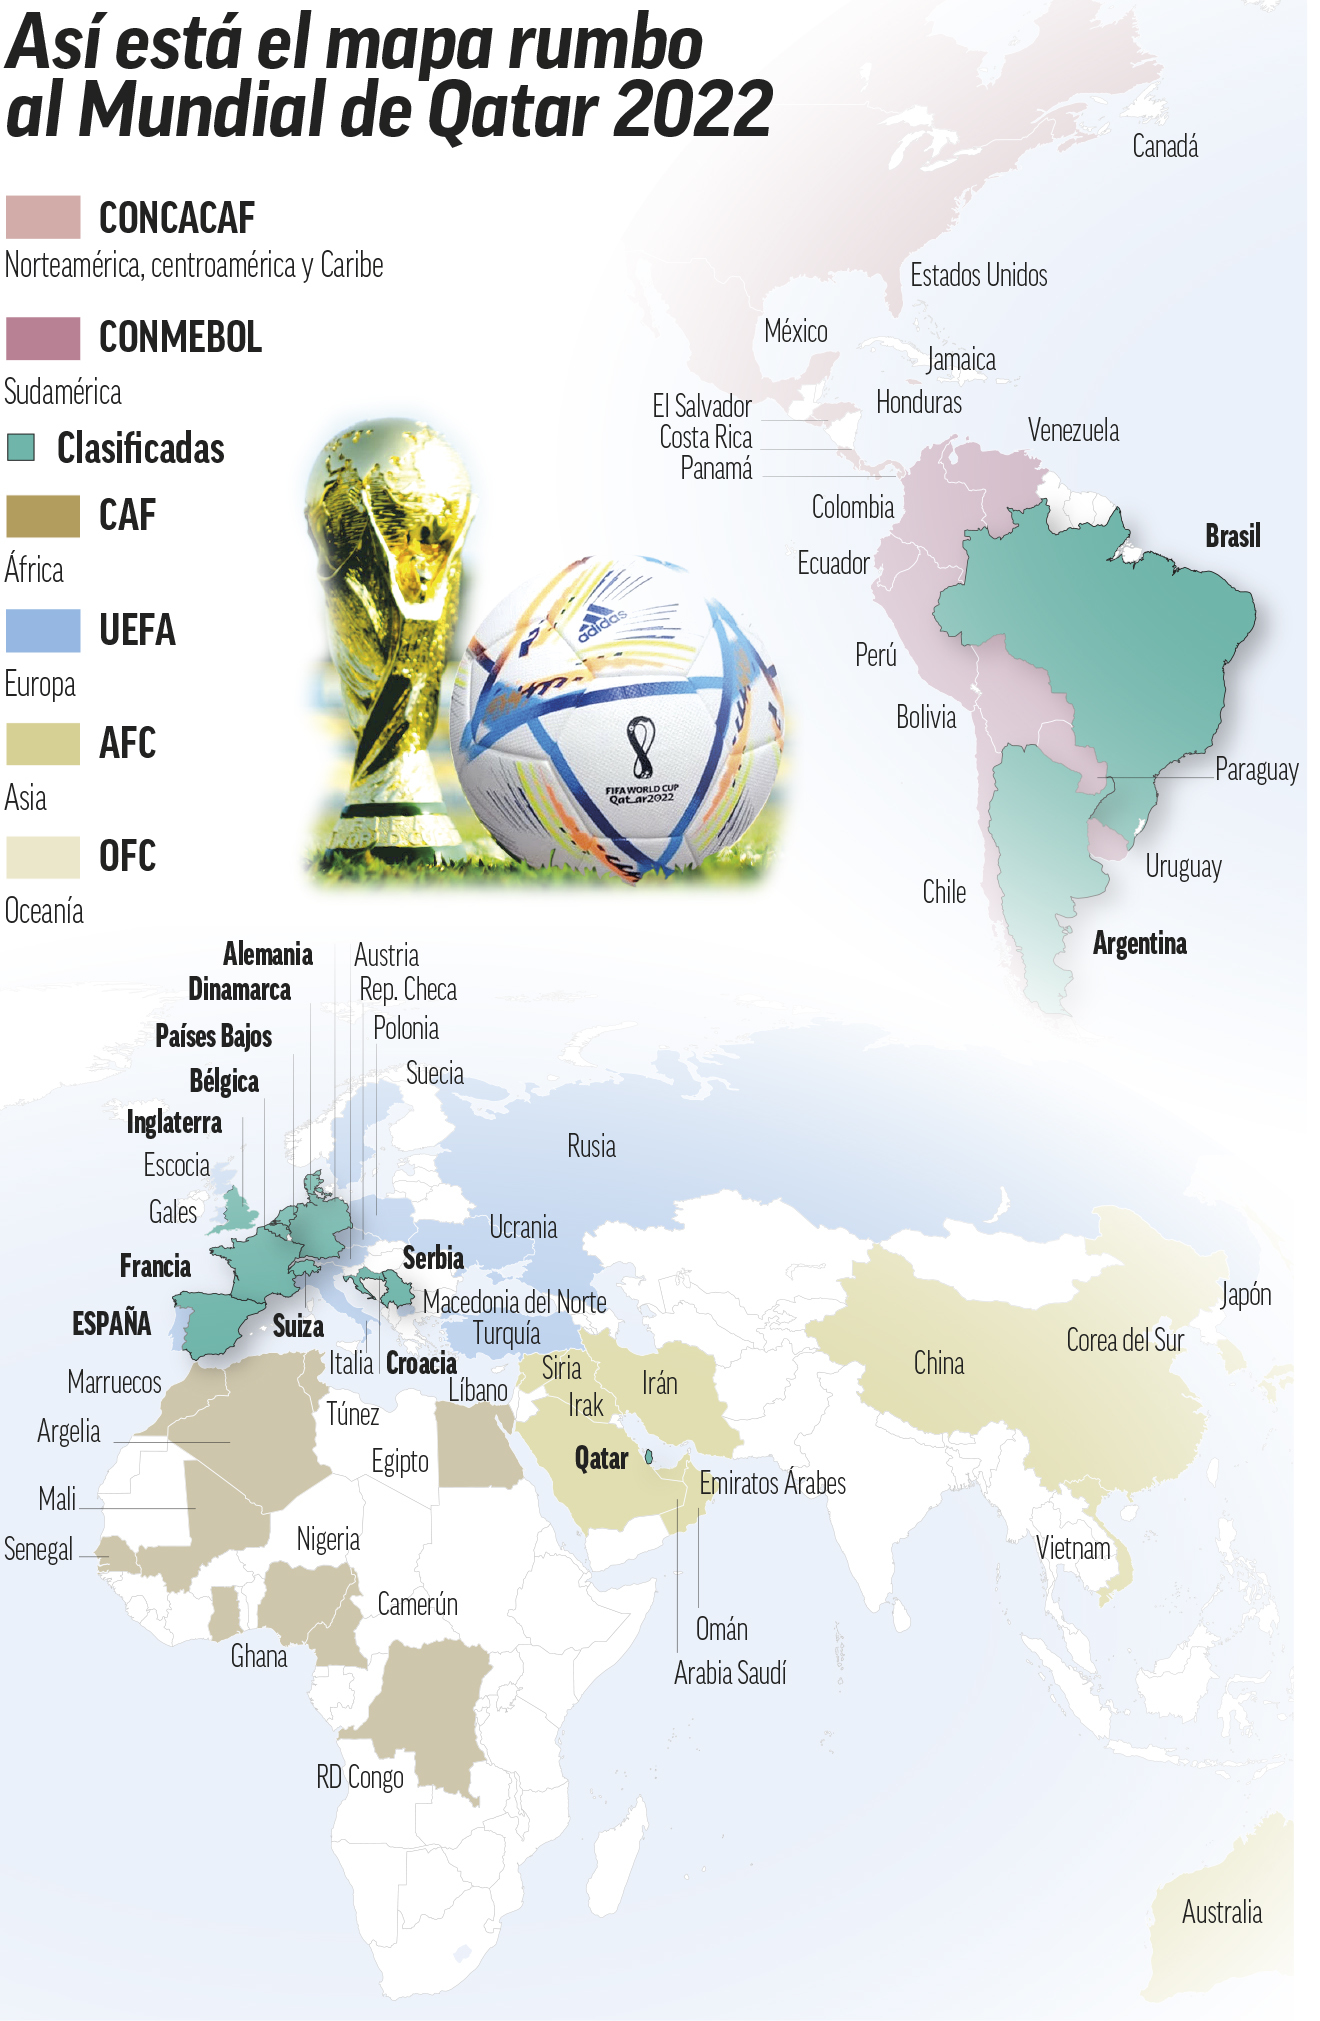 Así está el mapa rumbo
al Mundial de Qatar 2022
CONCACAF
Norteamérica, centroamérica y Caribe
CONMEBOL
Sudamérica
Clasificadas
CAF
África
UEFA
Europa
AFC
Asia
OFC
Oceanía
adidas
FIFA WORLD CUP
Qatar2022
Canadá
Estados Unidos
México
Jamaica
Honduras
El Salvador
Costa Rica
Panamá
Venezuela
Colombia
Brasil
Ecuador
Perú
Bolivia
Paraguay
Uruguay
Chile
Argentina
Alemania
Austria
Dinamarca
Rep. Checa
Países Bajos
Polonia
Bélgica
Suecia
Inglaterra
Escocia
Rusia
Gales
Ucrania
Francia
Serbia
ESPAÑA
Suiza
Macedonia del Norte
Turquía
Italia
Croacia
Líbano
Siria
Irak
Irán
China
Corea del Sur
Japón
Marruecos
Túnez
Argelia
Egipto
Qatar
Emiratos Árabes
Mali
Senegal
Nigeria
Vietnam
Camerún
Ghana
Omán
Arabia Saudí
RD Congo
Australia